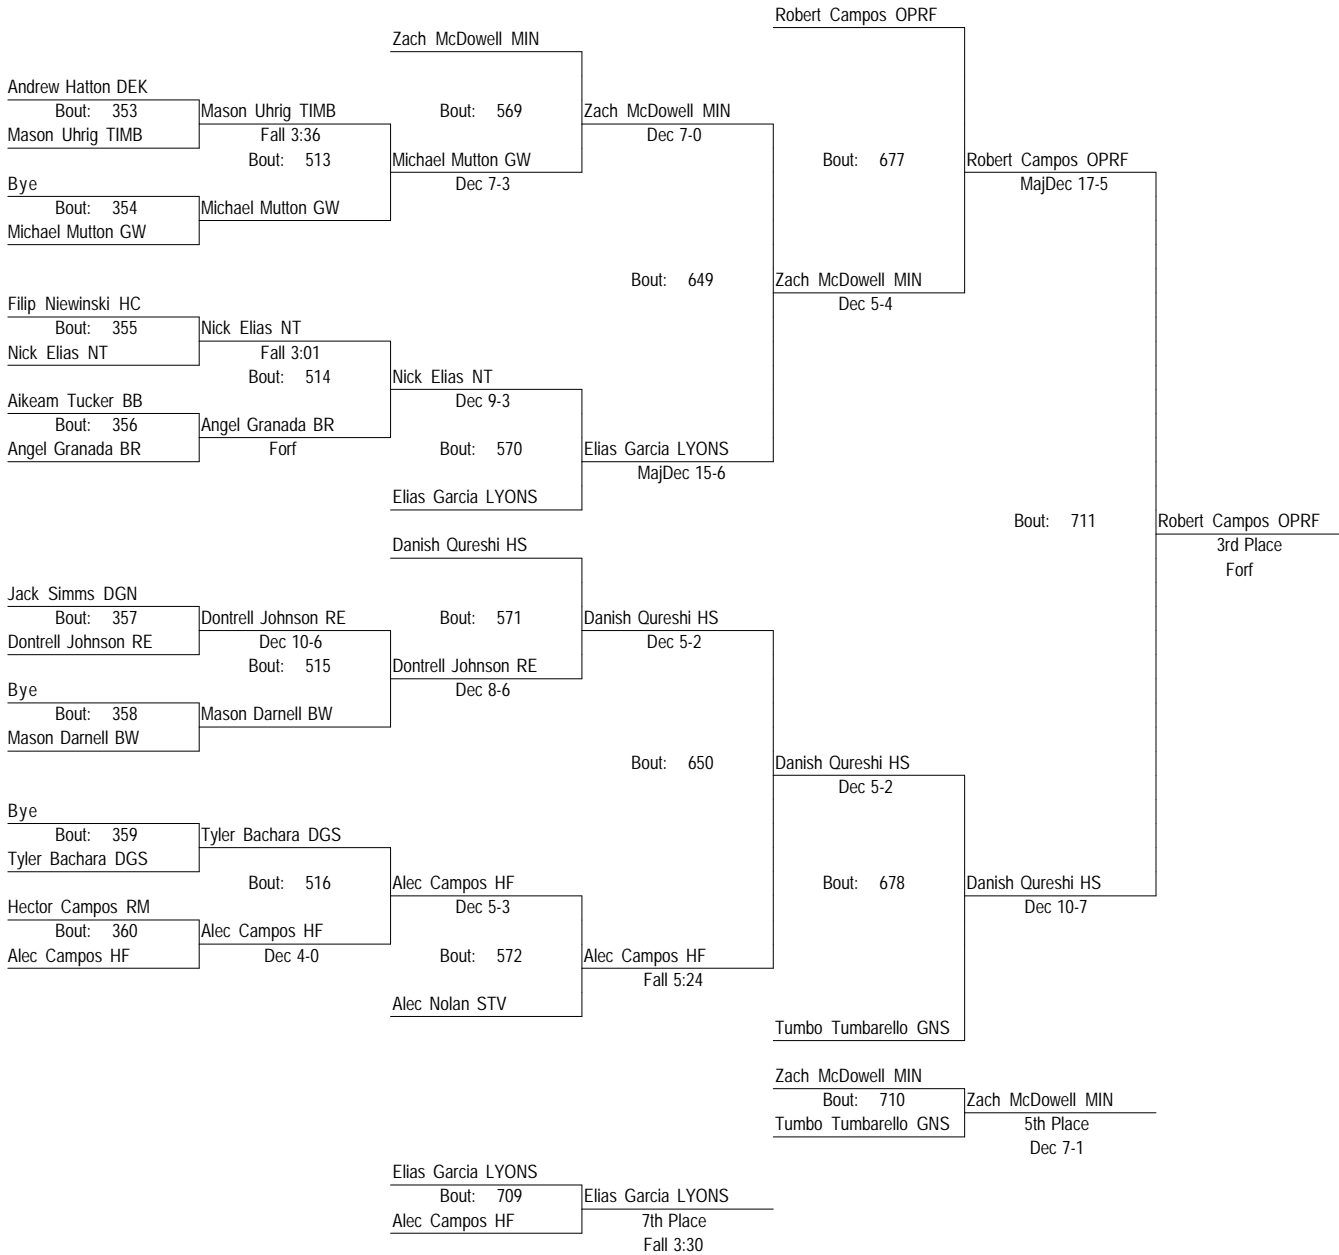 Robert Campos OPRF
Zach McDowell MIN
Andrew Hatton DEK
Bout: 353 Mason Uhrig TIMB Bout: 569 Zach McDowell MIN
Mason Uhrig TIMB Fall 3:36 Dec 7-0
Bout: 513 Michael Mutton GW Bout: 677 Robert Campos OPRF
Bye Dec 7-3 MajDec 17-5
Bout: 354 Michael Mutton GW
Michael Mutton GW
Bout: 649 Zach McDowell MIN
Filip Niewinski HC Dec 5-4
Bout: 355 Nick Elias NT
Nick Elias NT Fall 3:01
Bout: 514 Nick Elias NT
Aikeam Tucker BB Dec 9-3
Bout: 356 Angel Granada BR
Angel Granada BR Forf Bout: 570 Elias Garcia LYONS
MajDec 15-6
Elias Garcia LYONS
Bout: 711 Robert Campos OPRF
Danish Qureshi HS 3rd Place
Forf
Jack Simms DGN
Bout: 357 Dontrell Johnson RE Bout: 571 Danish Qureshi HS
Dontrell Johnson RE Dec 10-6 Dec 5-2
Bout: 515 Dontrell Johnson RE
Bye Dec 8-6
Bout: 358 Mason Darnell BW
Mason Darnell BW
Bout: 650 Danish Qureshi HS
Dec 5-2
Bye
Bout: 359 Tyler Bachara DGS
Tyler Bachara DGS
Bout: 516 Alec Campos HF Bout: 678 Danish Qureshi HS
Hector Campos RM Dec 5-3 Dec 10-7
Bout: 360 Alec Campos HF
Alec Campos HF Dec 4-0 Bout: 572 Alec Campos HF
Fall 5:24
Alec Nolan STV
Tumbo Tumbarello GNS
Zach McDowell MIN
Bout: 710 Zach McDowell MIN
Tumbo Tumbarello GNS 5th Place
Dec 7-1
Elias Garcia LYONS
Bout: 709 Elias Garcia LYONS
Alec Campos HF 7th Place
Fall 3:30